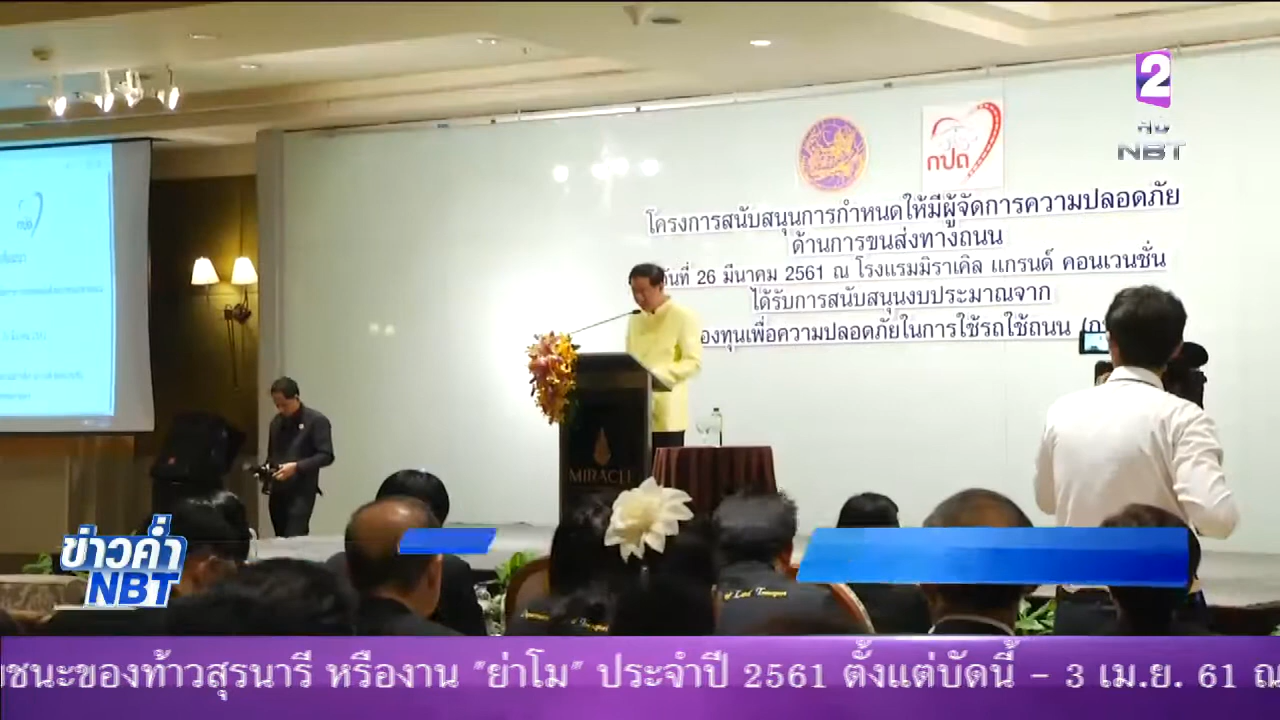 2
สด
NBT
กปถ
กปถ
โครงการสนับสนุนการกำหนดให้มีผู้จัดการความปลอดภัย
ด้านการขนส่งทางถนน
วันที่ 26 มีนาคม 2561 ณ โรงแรมมิราเคิล แกรนด์ คอนเวนชั่น
ได้รับการสนับสนุนงบประมาณจาก
องทุนเพื่อความปลอดภัยในการใช้รถใช้ถนน
MIRACLE
of Land Transport
ข่าวค่ำ
NBT
ยชนะของท้าวสุรนารี หรืองาน "ย่าโม" ประจำปี 2561 ตั้งแต่บัดนี้ - 3 เม.ย. 61 ณ